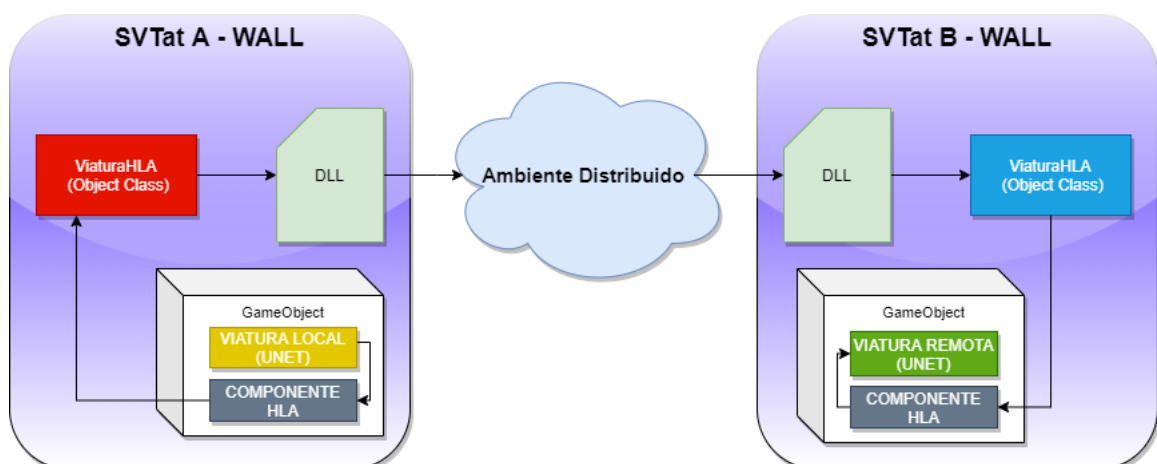 SVTat A - WALL
ViaturaHLA
(Object Class)
DLL
GameObject
VIATURA LOCAL
(UNET)
COMPONENTE
HLA
Ambiente Distribuido
SVTat B - WALL
DLL
ViaturaHLA
(Object Class)
GameObject
VIATURA REMOTA
(UNET)
COMPONENTE
HLA